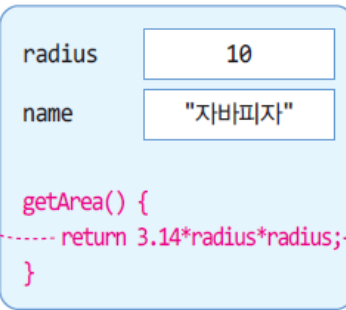 radius 10
name "자바피자"
getArea() {
return 3.14*radius*radius;
}